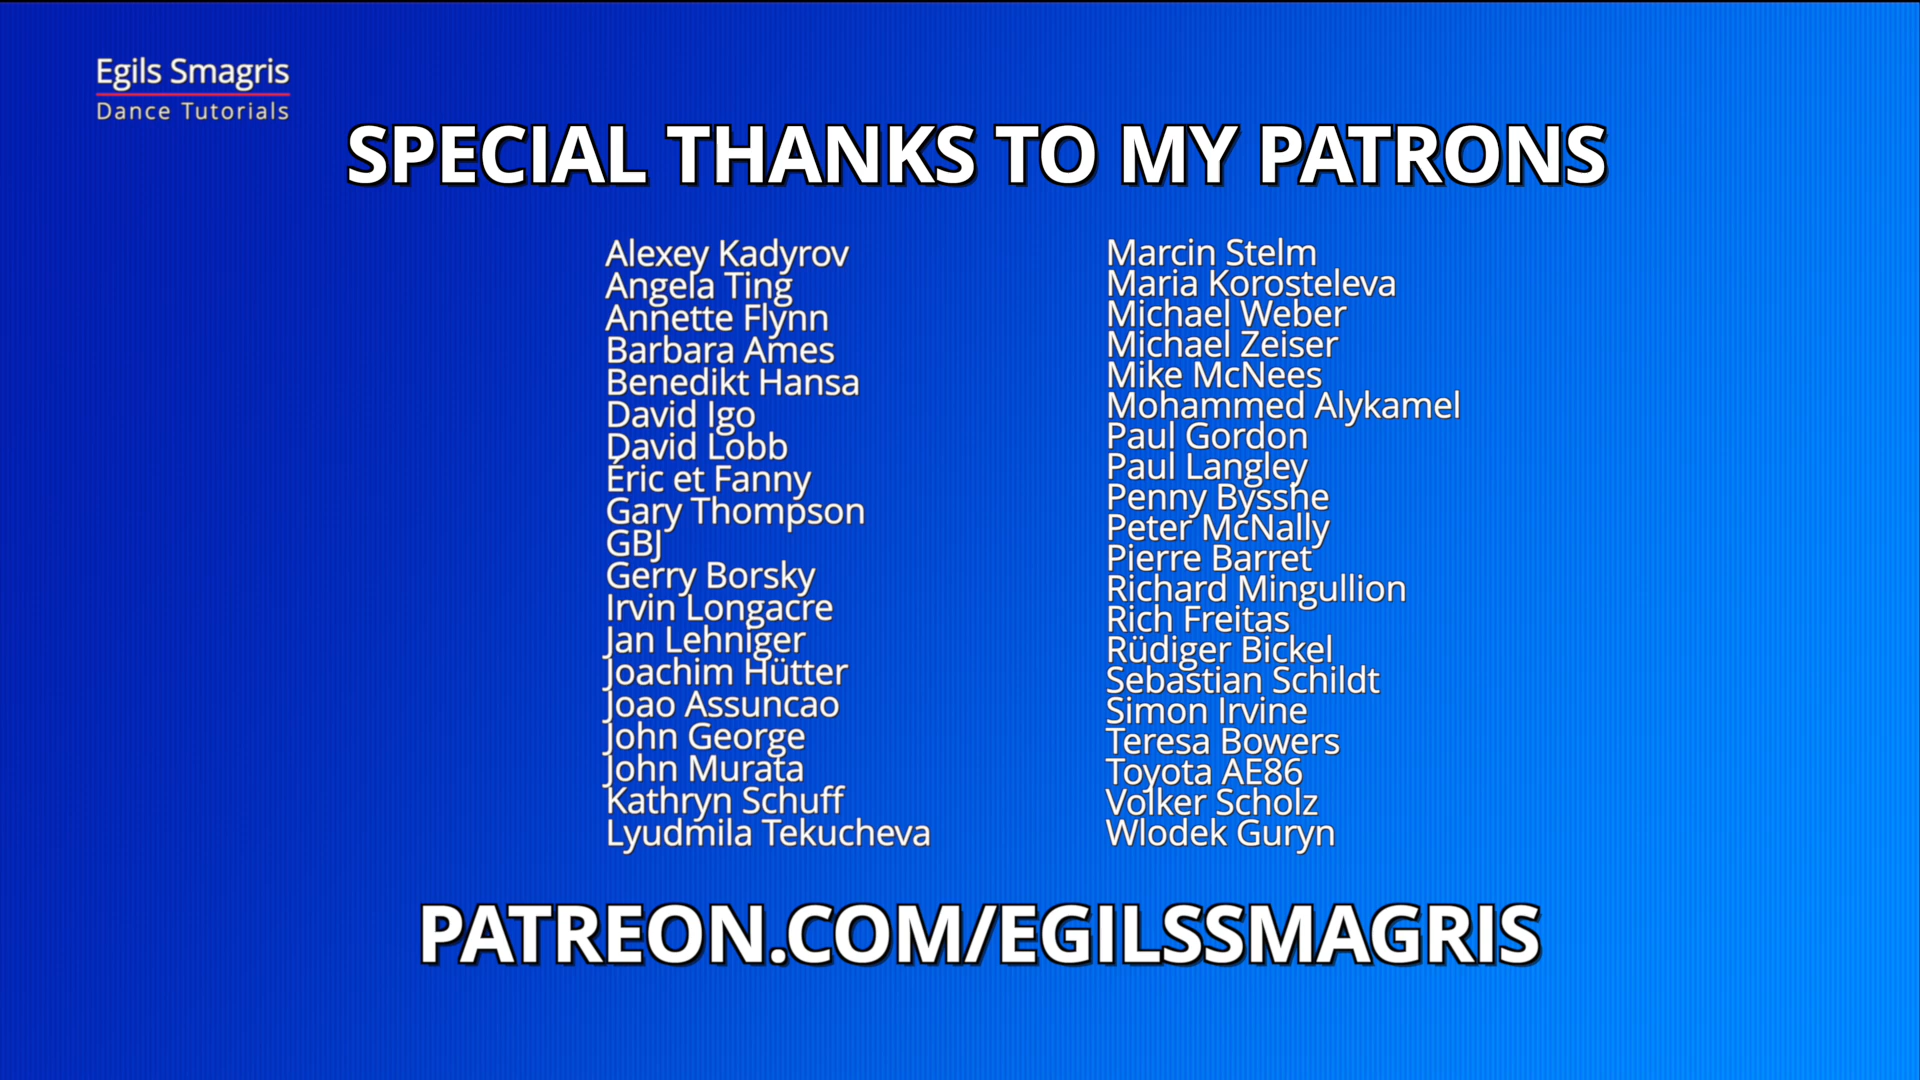 Egils Smagris
Dance Tutorials
SPECIAL THANKS TO MY PATRONS
Alexey Kadyrov
Angela Ting
Annette Flynn
Barbara Ames
Benedikt Hansa
David Igo
David Lobb
Éric et Fanny
Gary Thompson
GBJ
Gerry Borsky
Irvin Longacre
Jan Lehniger
Joachim Hütter
Joao Assuncao
John George
John Murata
Kathryn Schuff
Lyudmila Tekucheva
Marcin Stelm
Maria Korosteleva
Michael Weber
Michael Zeiser
Mike McNees
Mohammed Alykamel
Paul Gordon
Paul Langley
Penny Bysshe
Peter McNally
Pierre Barret
Richard Mingullion
Rich Freitas
Rüdiger Bickel
Sebastian Schildt
Simon Irvine
Teresa Bowers
Toyota AE86
Volker Scholz
Wlodek Guryn
PATREON.COM/EGILSSMAGRIS